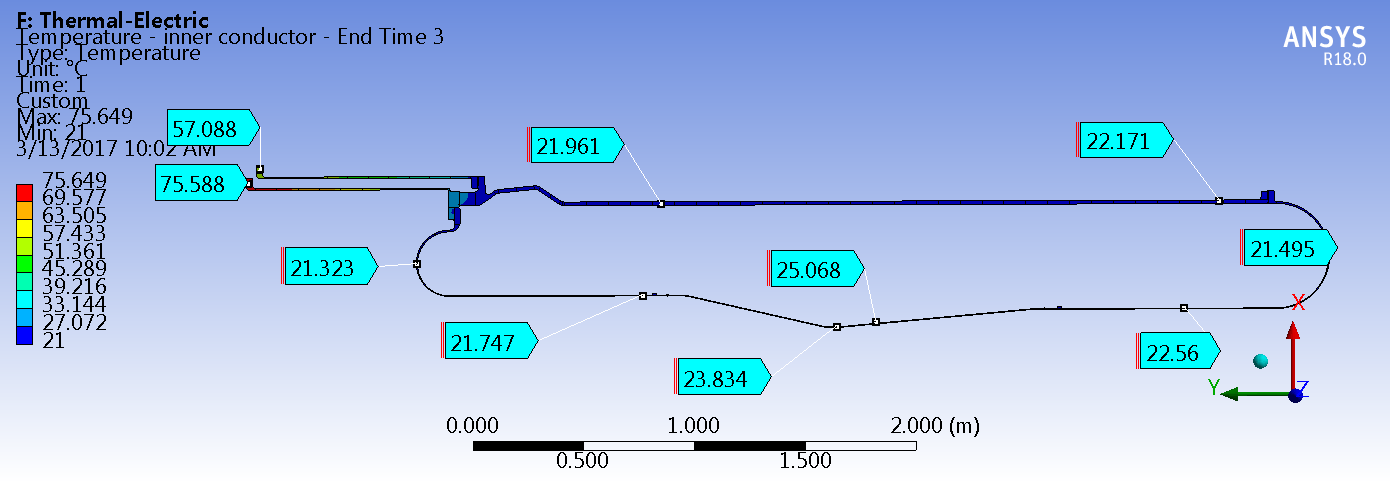 F: Thermal-Electric
Temperature - inner conductor - End Time 3
Type: Temperature
Unit: °C
Time: 1
Custom
Max: 75.649
Min: 21
3/13/2017 10:02 AM
ANSYS
R18.0
57.088
75.588
21.961
22.171
21.323
25.068
21.495
21.747
23.834
22.56
75.649
69.577
63.505
57.433
51.361
45.289
39.216
33.144
27.072
21
X
Y
Z
0.000 1.000 2.000 (m)
0.500 1.500